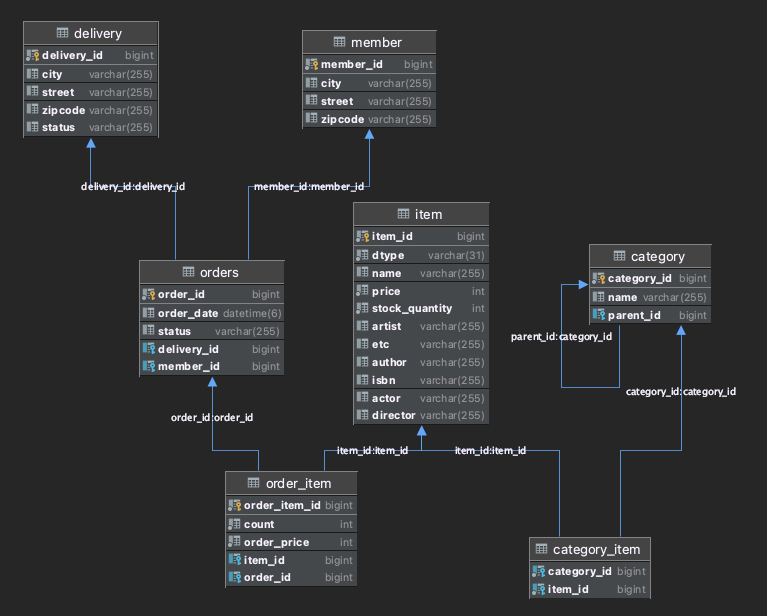 delivery
delivery_id bigint
city varchar(255)
street varchar(255)
zipcode varchar(255)
status varchar(255)
member
member_id bigint
city varchar(255)
street varchar(255)
zipcode varchar(255)
delivery_id:delivery_id
member_id:member_id
item
item_id bigint
dtype varchar(31)
name varchar(255)
price int
stock_quantity int
artist varchar(255)
etc varchar(255)
author varchar(255)
isbn varchar(255)
actor varchar(255)
director varchar(255)
category
category_id bigint
name varchar(255)
parent_id bigint
orders
order_id bigint
order_date datetime(6)
status varchar(255)
delivery_id bigint
member_id bigint
parent_id:category_id
category_id:category_id
order_id:order_id
item_id:item_id
item_id:item_id
order_item
order_item_id bigint
count int
order_price int
item_id bigint
order_id bigint
category_item
category_id bigint
item_id bigint